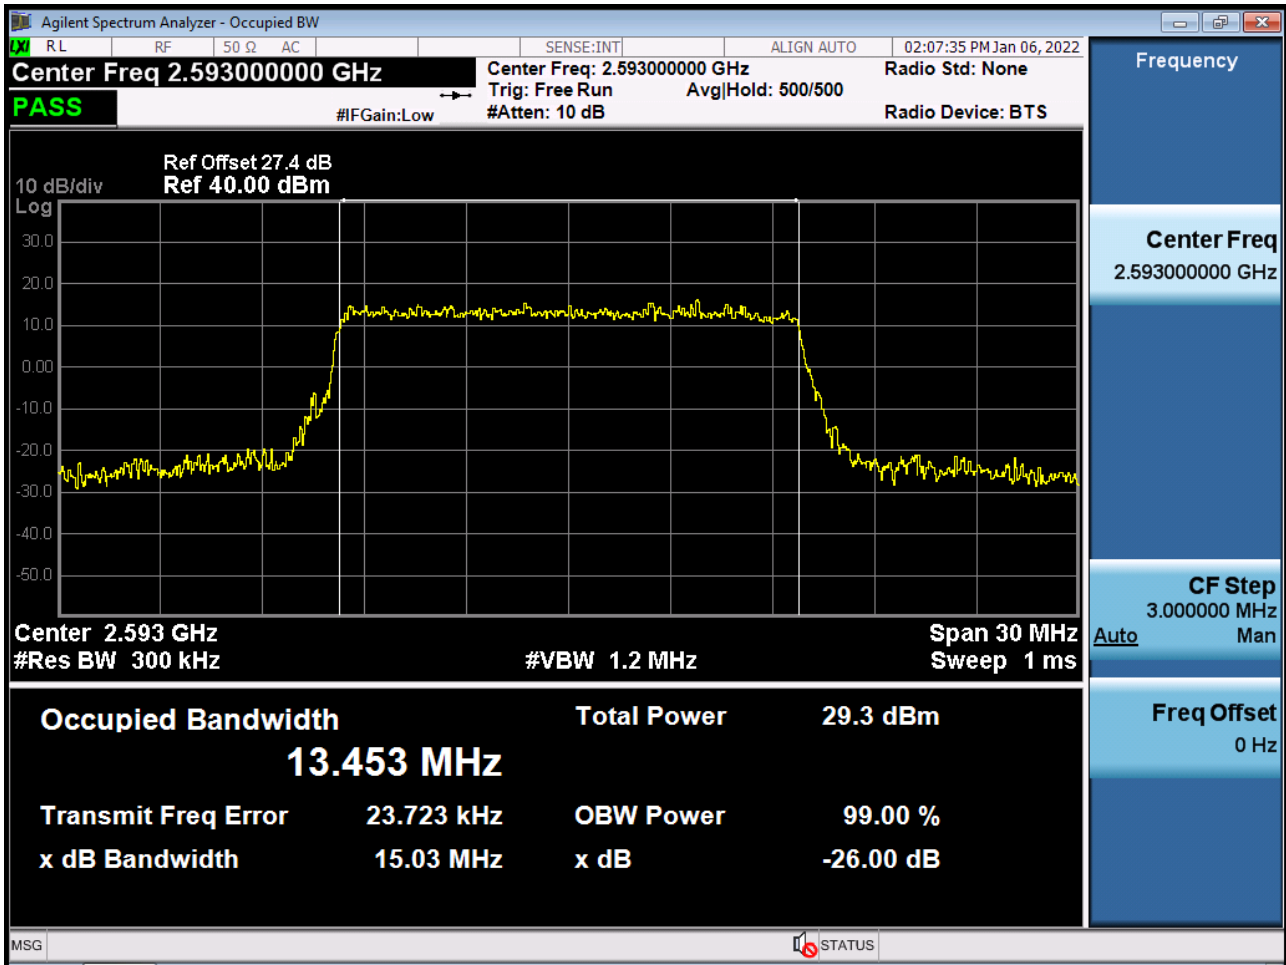 Agilent Spectrum Analyzer - Occupied BW
LXI RL RF 50 Ω AC SENSE:INT ALIGN AUTO 02:07:35 PM Jan 06, 2022
Center Freq 2.593000000 GHz
PASS
#IFGain:Low
Center Freq: 2.593000000 GHz
Trig: Free Run Avg|Hold: 500/500
#Atten: 10 dB
Radio Std: None
Radio Device: BTS
Ref Offset 27.4 dB
10 dB/div Ref 40.00 dBm
Log
30.0
20.0
10.0
0.00
-10.0
-20.0
-30.0
-40.0
-50.0
Center 2.593 GHz Span 30 MHz
#Res BW 300 kHz #VBW 1.2 MHz Sweep 1 ms
Occupied Bandwidth Total Power 29.3 dBm
13.453 MHz
Transmit Freq Error 23.723 kHz OBW Power 99.00 %
x dB Bandwidth 15.03 MHz x dB -26.00 dB
Frequency
Center Freq
2.593000000 GHz
CF Step
3.000000 MHz
Auto Man
Freq Offset
0 Hz
MSG STATUS